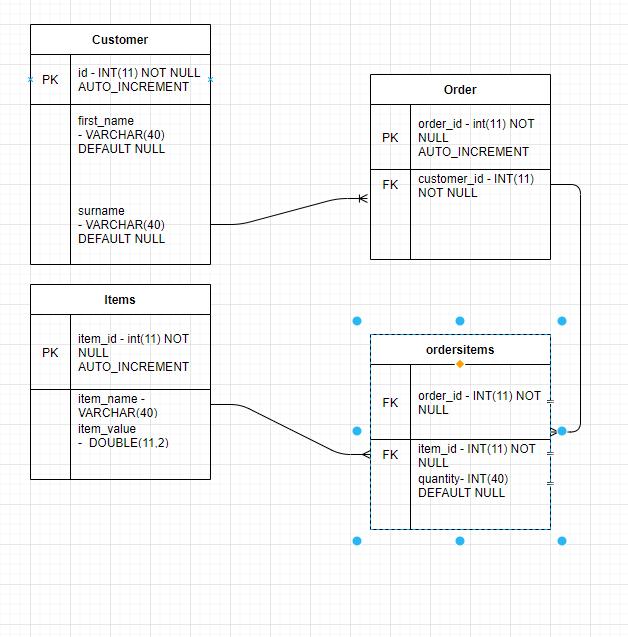 Customer
PK
id - INT(11) NOT NULL
AUTO_INCREMENT
first_name
- VARCHAR(40)
DEFAULT NULL
surname
- VARCHAR(40)
DEFAULT NULL
Order
PK
order_id - int(11) NOT
NULL
AUTO_INCREMENT
FK
customer_id - INT(11)
NOT NULL
Items
PK
item_id - int(11) NOT
NULL
AUTO_INCREMENT
item_name -
VARCHAR(40)
item_value
- DOUBLE(11,2)
ordersitems
FK
order_id - INT(11) NOT
NULL
FK
item_id - INT(11) NOT
NULL
quantity- INT(40)
DEFAULT NULL